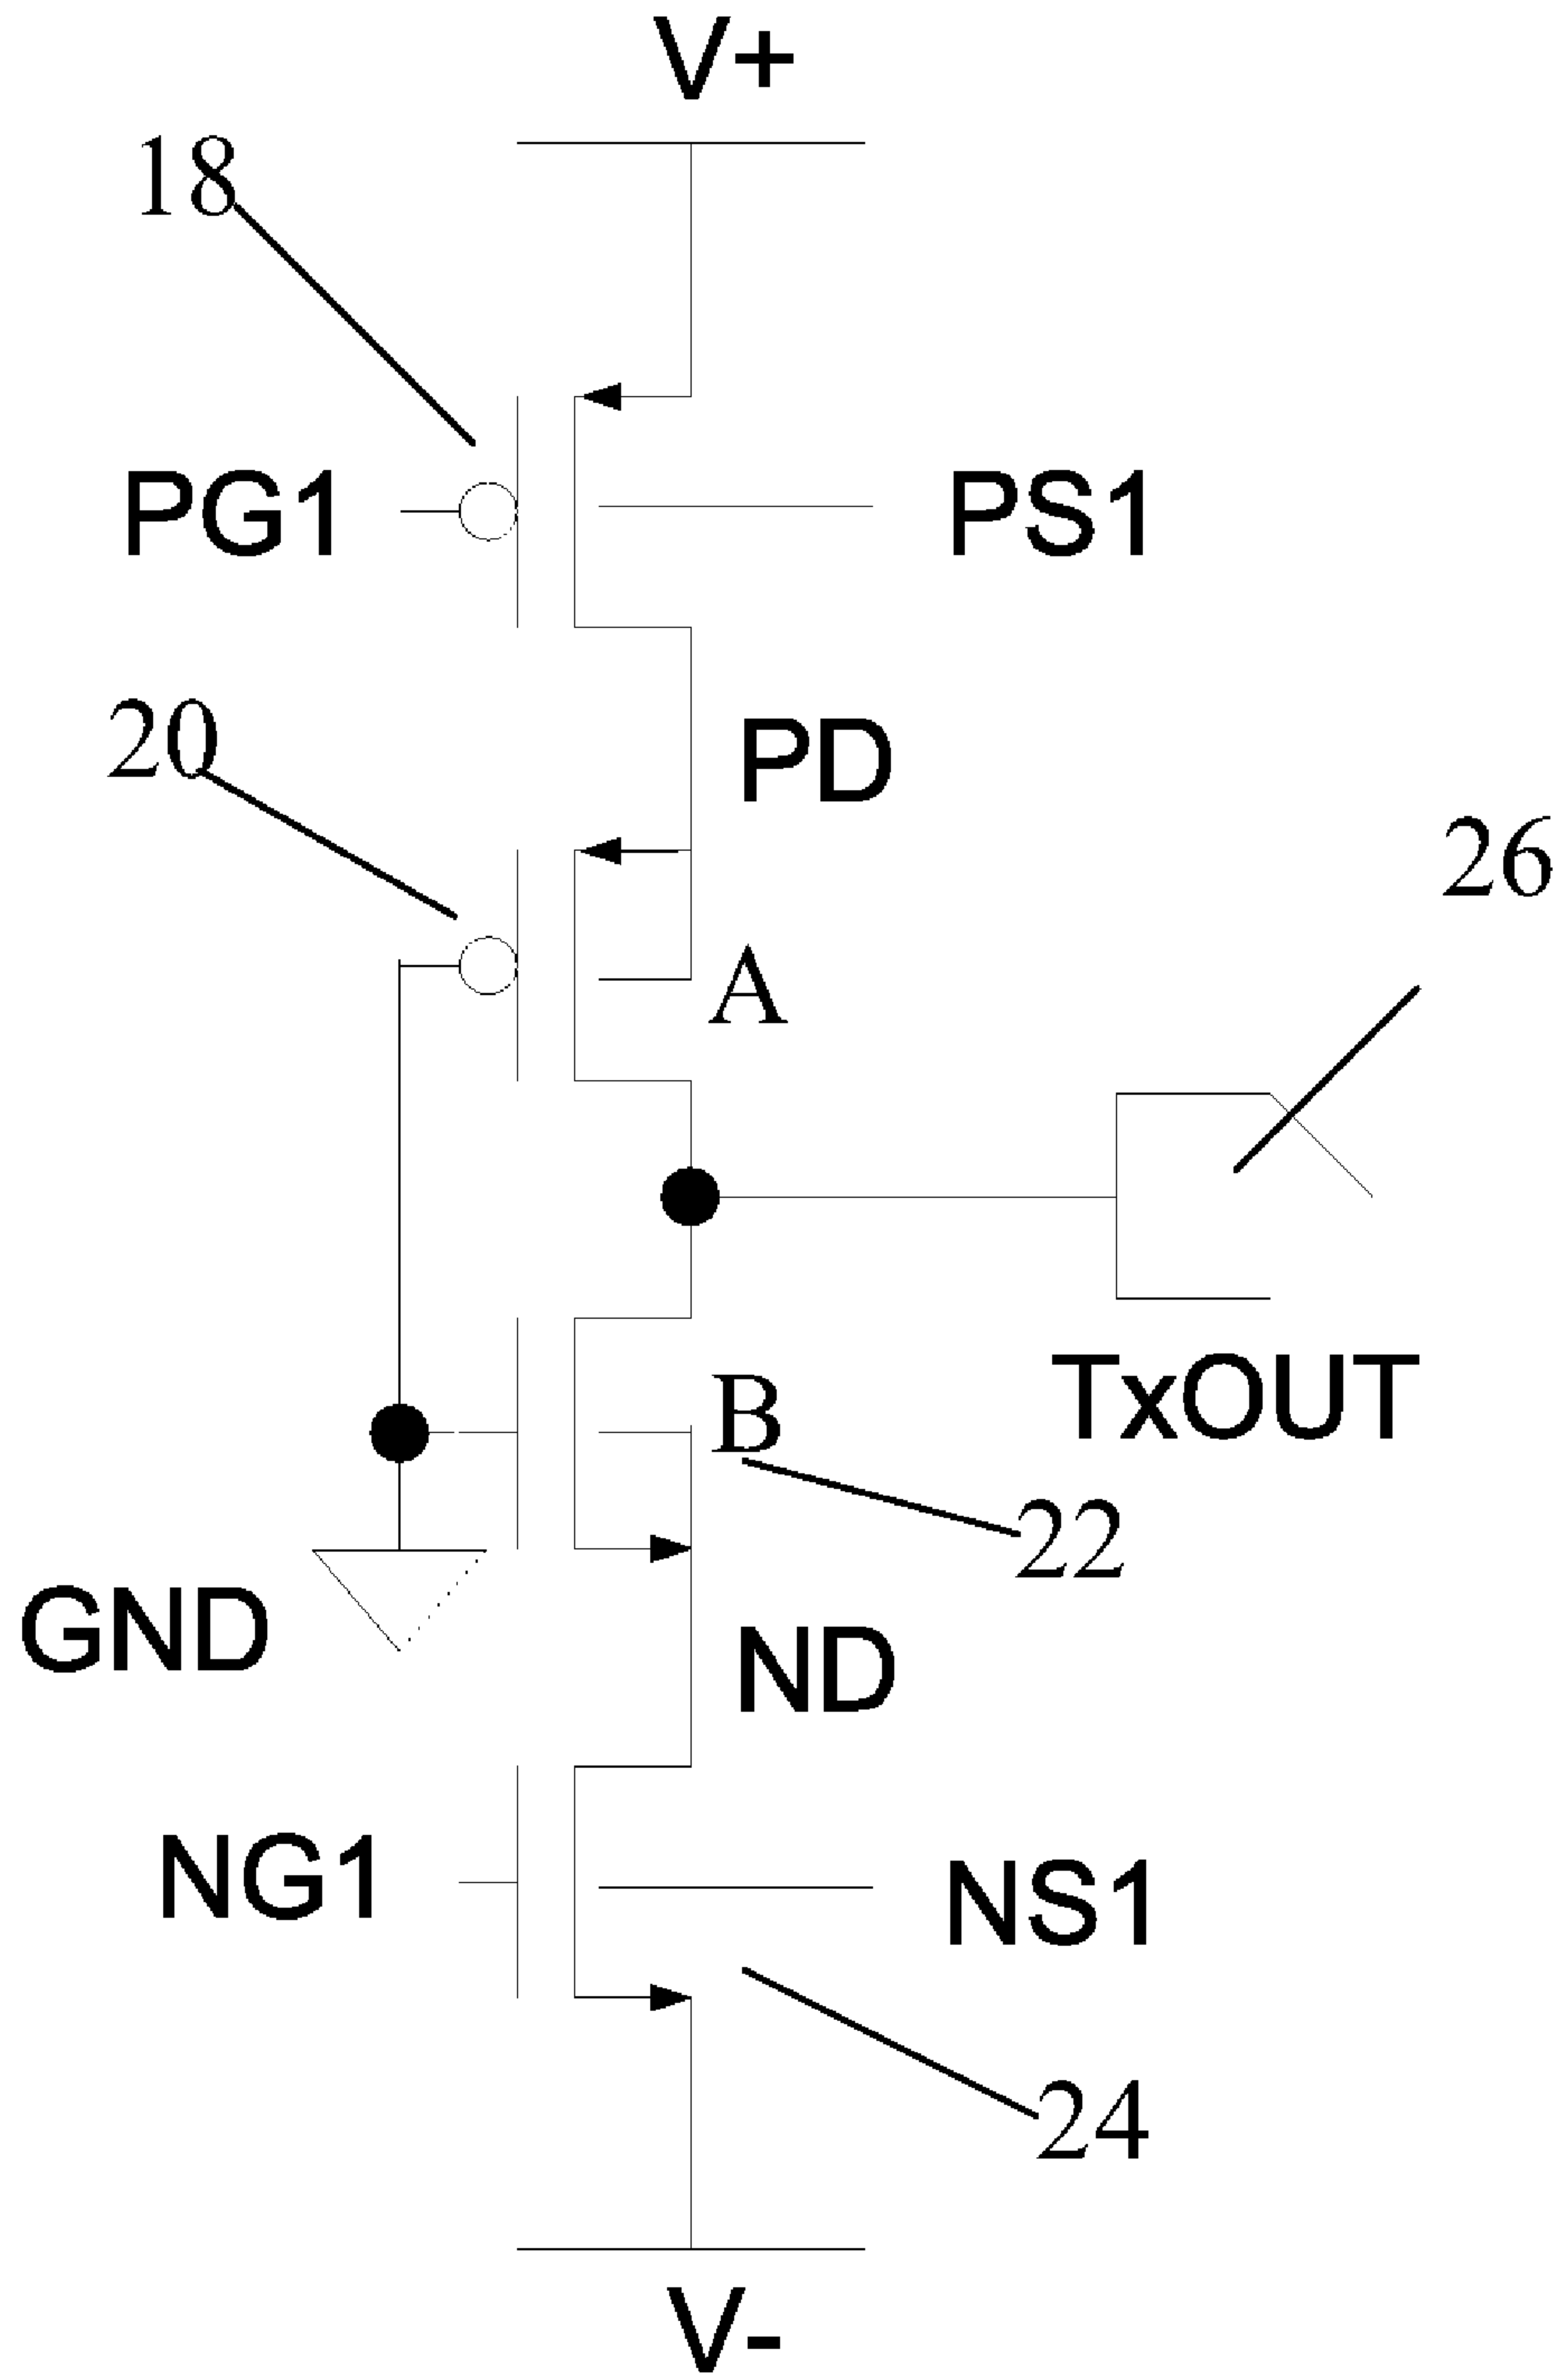 V+
18
PG1
PS1
20
PD
26
A
TxOUT
B
22
GND
ND
NG1
NS1
24
V-